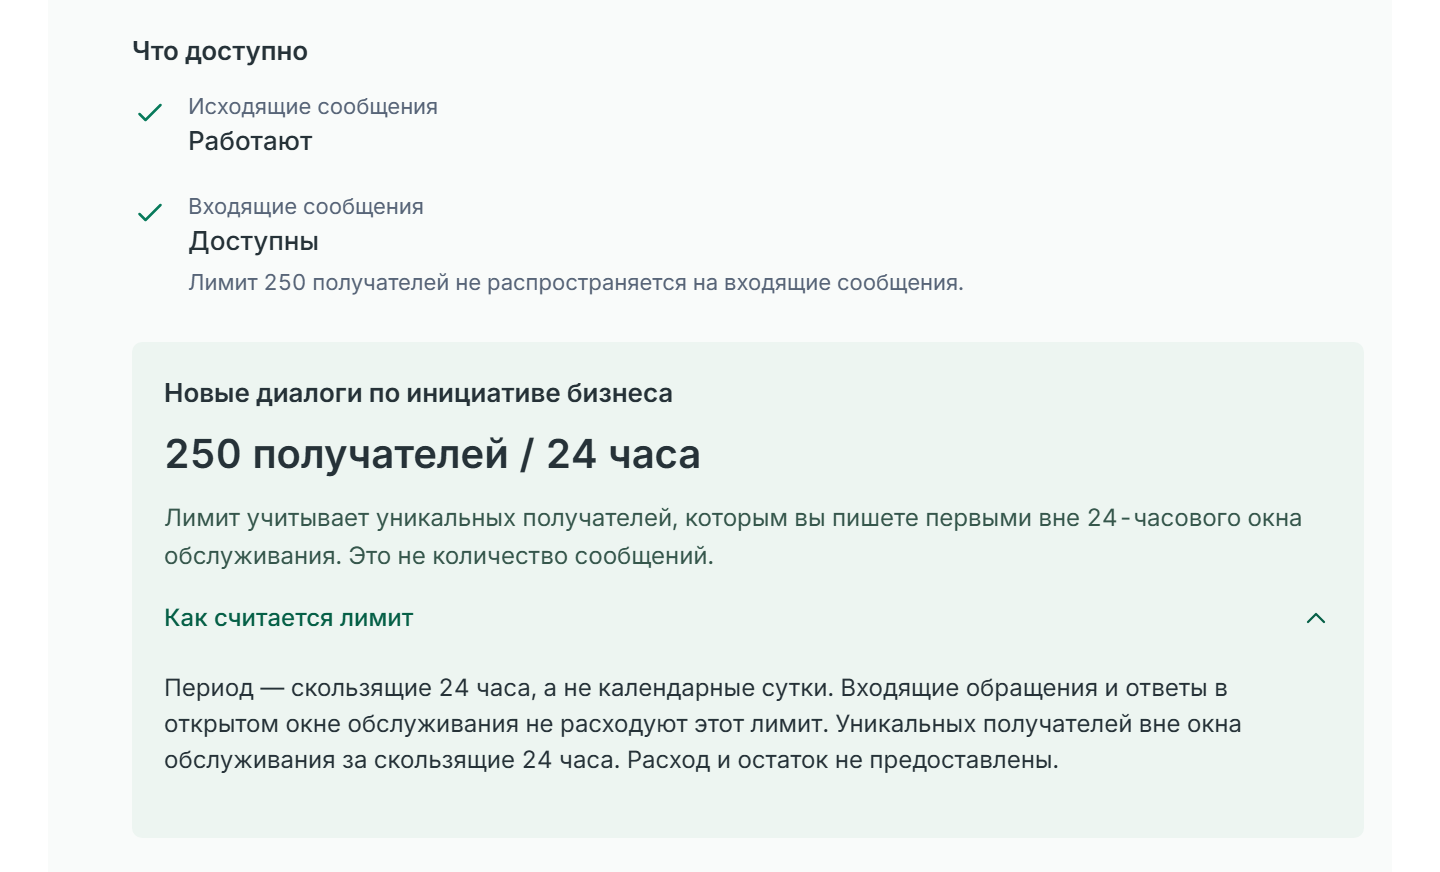 Что доступно
Исходящие сообщения
Работают
Входящие сообщения
Доступны
Лимит 250 получателей не распространяется на входящие сообщения.
Новые диалоги по инициативе бизнеса
250 получателей / 24 часа
Лимит учитывает уникальных получателей, которым вы пишете первыми вне 24-часового окна
обслуживания. Это не количество сообщений.
Как считается лимит
Период — скользящие 24 часа, а не календарные сутки. Входящие обращения и ответы в
открытом окне обслуживания не расходуют этот лимит. Уникальных получателей вне окна
обслуживания за скользящие 24 часа. Расход и остаток не предоставлены.